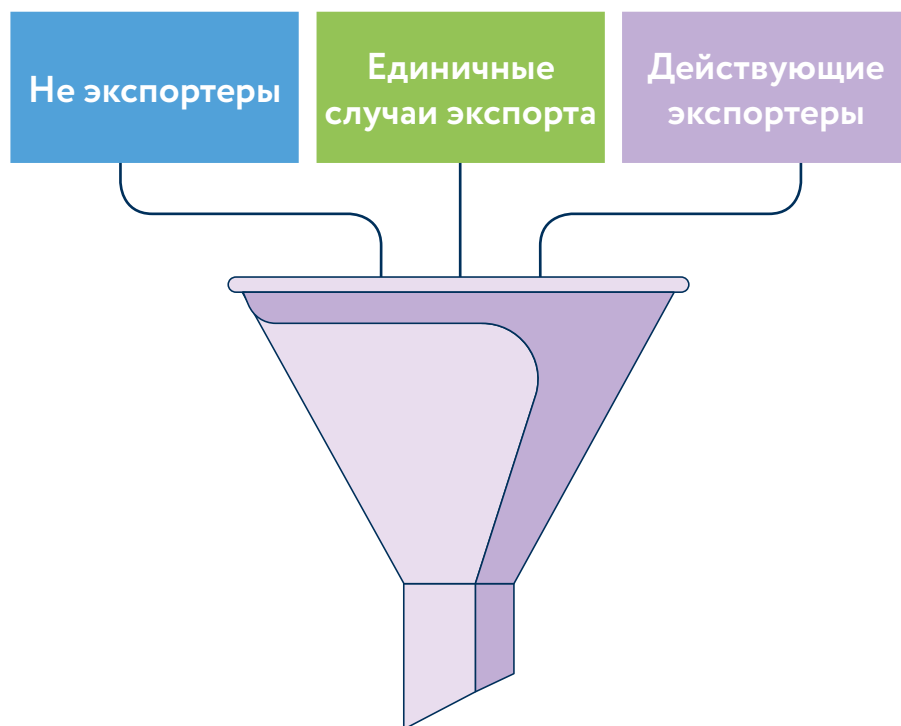 Не экспортеры
Единичные
случаи экспорта
Действующие
экспортеры